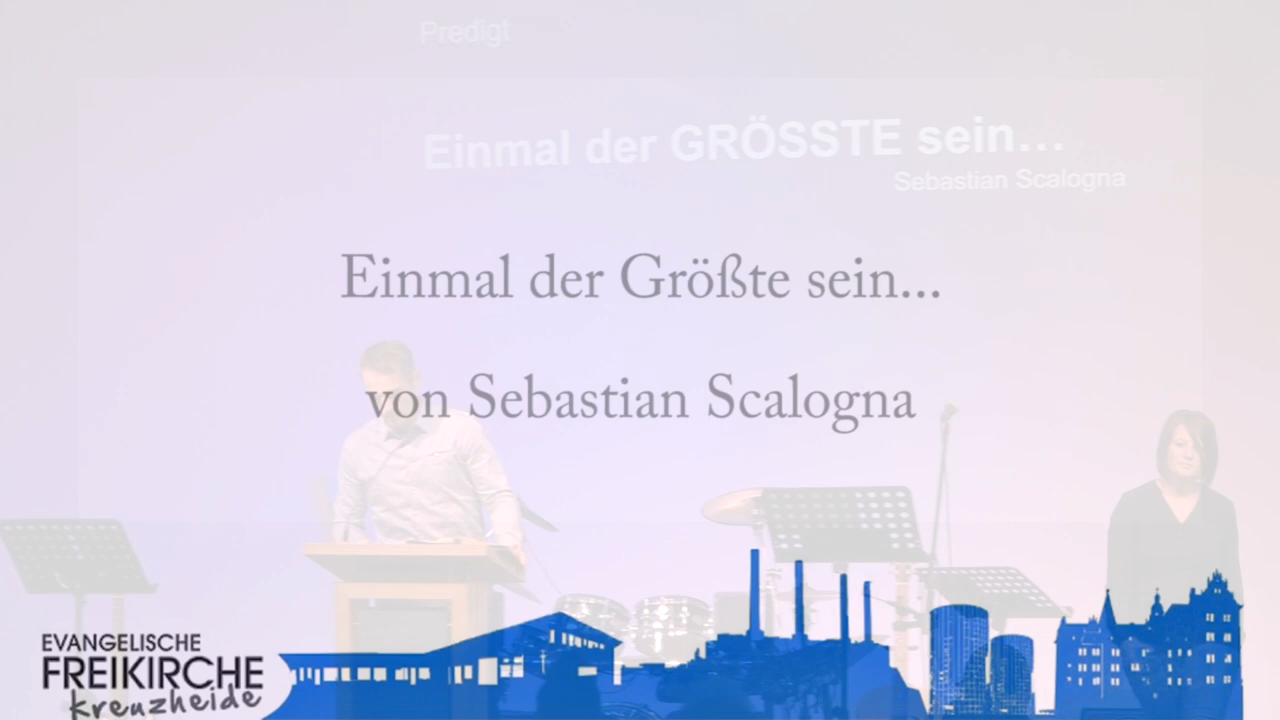 Predigt
Einmal der GRÖSSTE sein...
Sebastian Scalogna
Einmal der Größte sein...
von Sebastian Scalogna
EVANGELISCHE
FREIKIRCHE
kreuzheide